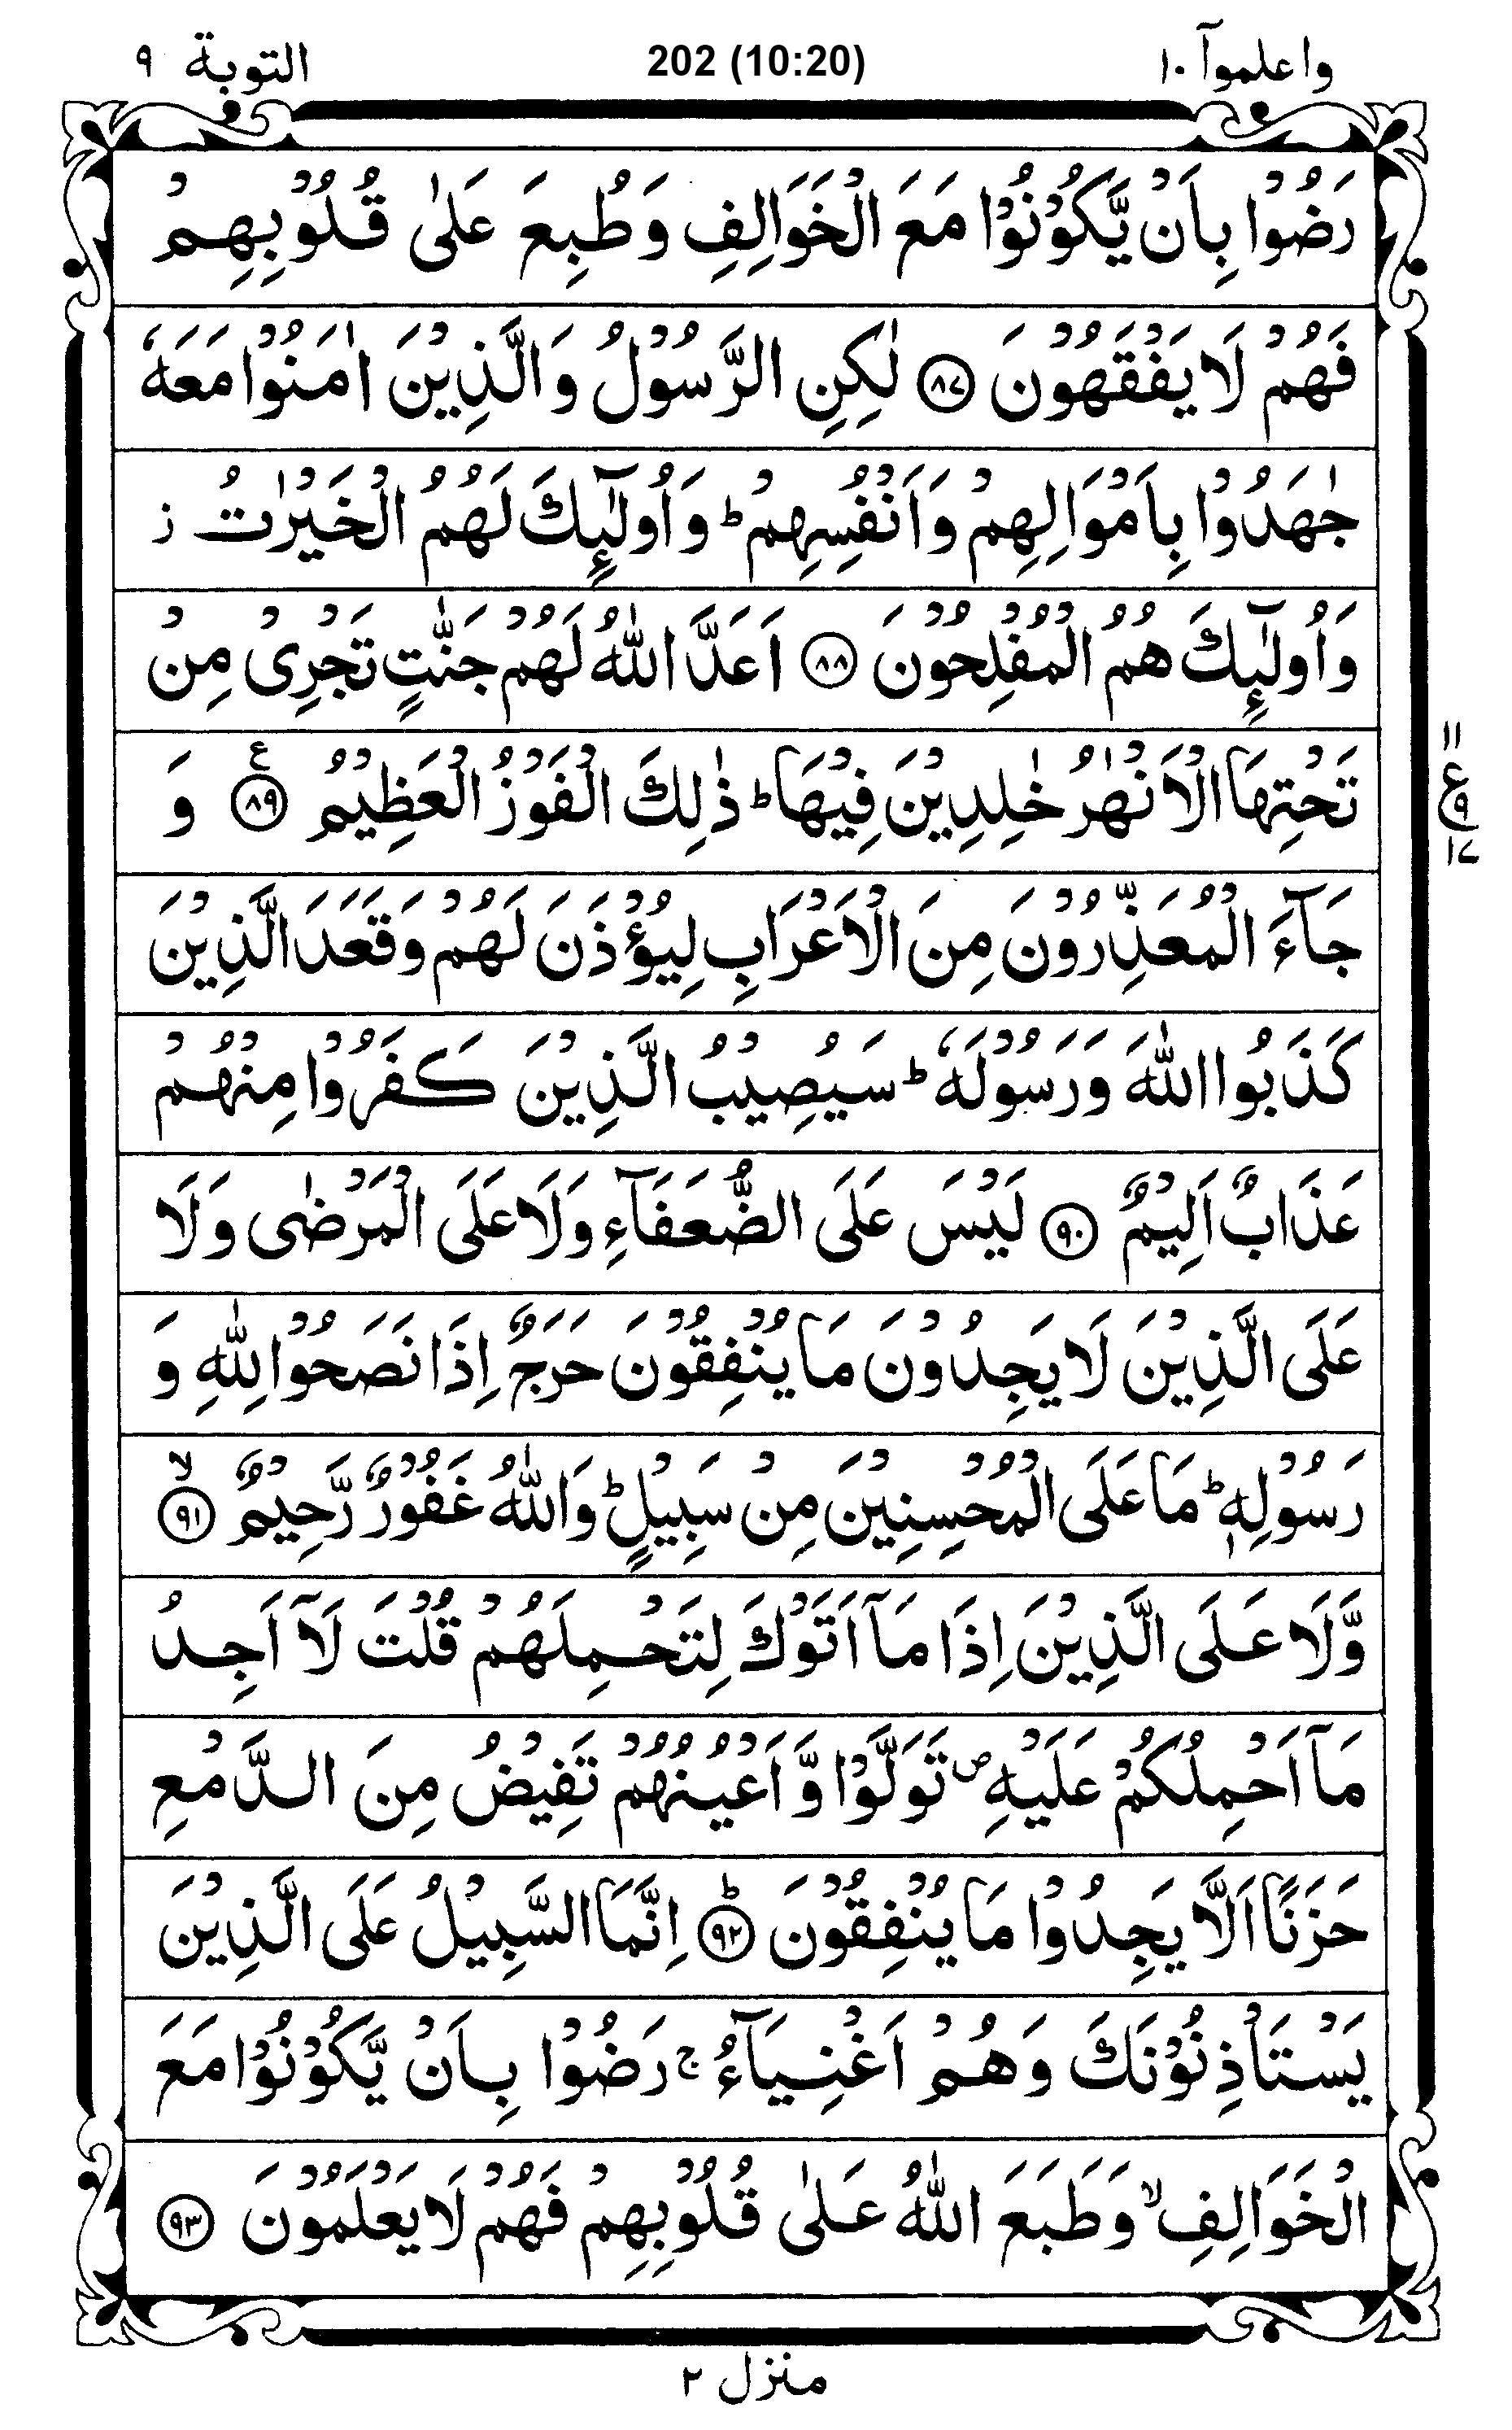 واعلموآ ١٠ 202 (10:20) التوبة ٩
رَضُوْا بِاَنْ يَّكُوْنُوْا مَعَ الْخَوَالِفِ وَطُبِعَ عَلٰى قُلُوْبِهِمْ
فَهُمْ لَا يَفْقَهُوْنَ ﴿٨٧﴾ لٰكِنِ الرَّسُوْلُ وَالَّذِيْنَ اٰمَنُوْا مَعَهٗ
جٰهَدُوْا بِاَمْوَالِهِمْ وَاَنْفُسِهِمْ ؕ وَاُولٰٓئِكَ لَهُمُ الْخَيْرٰتُ ز
وَاُولٰٓئِكَ هُمُ الْمُفْلِحُوْنَ ﴿٨٨﴾ اَعَدَّ اللّٰهُ لَهُمْ جَنّٰتٍ تَجْرِىْ مِنْ
تَحْتِهَا الْاَنْهٰرُ خٰلِدِيْنَ فِيْهَا ؕ ذٰلِكَ الْفَوْزُ الْعَظِيْمُ ﴿٨٩﴾ ع وَ
١١
ع ٩
١٧
جَآءَ الْمُعَذِّرُوْنَ مِنَ الْاَعْرَابِ لِيُؤْذَنَ لَهُمْ وَقَعَدَ الَّذِيْنَ
كَذَبُوا اللّٰهَ وَرَسُوْلَهٗ ؕ سَيُصِيْبُ الَّذِيْنَ كَفَرُوْا مِنْهُمْ
عَذَابٌ اَلِيْمٌ ﴿٩٠﴾ لَيْسَ عَلَى الضُّعَفَآءِ وَلَا عَلَى الْمَرْضٰى وَلَا
عَلَى الَّذِيْنَ لَا يَجِدُوْنَ مَا يُنْفِقُوْنَ حَرَجٌ اِذَا نَصَحُوْا لِلّٰهِ وَ
رَسُوْلِهٖ ؕ مَا عَلَى الْمُحْسِنِيْنَ مِنْ سَبِيْلٍ ؕ وَاللّٰهُ غَفُوْرٌ رَّحِيْمٌ ﴿٩١﴾ ۙ
وَّلَا عَلَى الَّذِيْنَ اِذَا مَآ اَتَوْكَ لِتَحْمِلَهُمْ قُلْتَ لَآ اَجِدُ
مَآ اَحْمِلُكُمْ عَلَيْهِ ۪ تَوَلَّوْا وَّاَعْيُنُهُمْ تَفِيْضُ مِنَ الدَّمْعِ
حَزَنًا اَلَّا يَجِدُوْا مَا يُنْفِقُوْنَ ﴿٩٢﴾ ؕ اِنَّمَا السَّبِيْلُ عَلَى الَّذِيْنَ
يَسْتَاْذِنُوْنَكَ وَهُمْ اَغْنِيَآءُ ۚ رَضُوْا بِاَنْ يَّكُوْنُوْا مَعَ
الْخَوَالِفِ ۙ وَطَبَعَ اللّٰهُ عَلٰى قُلُوْبِهِمْ فَهُمْ لَا يَعْلَمُوْنَ ﴿٩٣﴾
منزل ٢